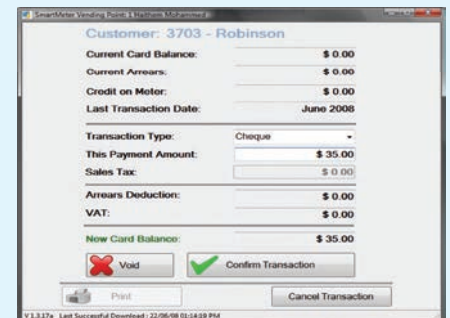 SmartMeter Vending Point: 1 Haitham Mohammed
Customer: 3703 - Robinson
Current Card Balance: $ 0.00
Current Arrears: $ 0.00
Credit on Meter: $ 0.00
Last Transaction Date: June 2008
Transaction Type: Cheque
This Payment Amount: $ 35.00
Sales Tax: $ 0.00
Arrears Deduction: $ 0.00
VAT: $ 0.00
New Card Balance: $ 35.00
Void Confirm Transaction
Print Cancel Transaction
V 1.3.17a Last Successful Download : 22/06/08 01:14:19 PM